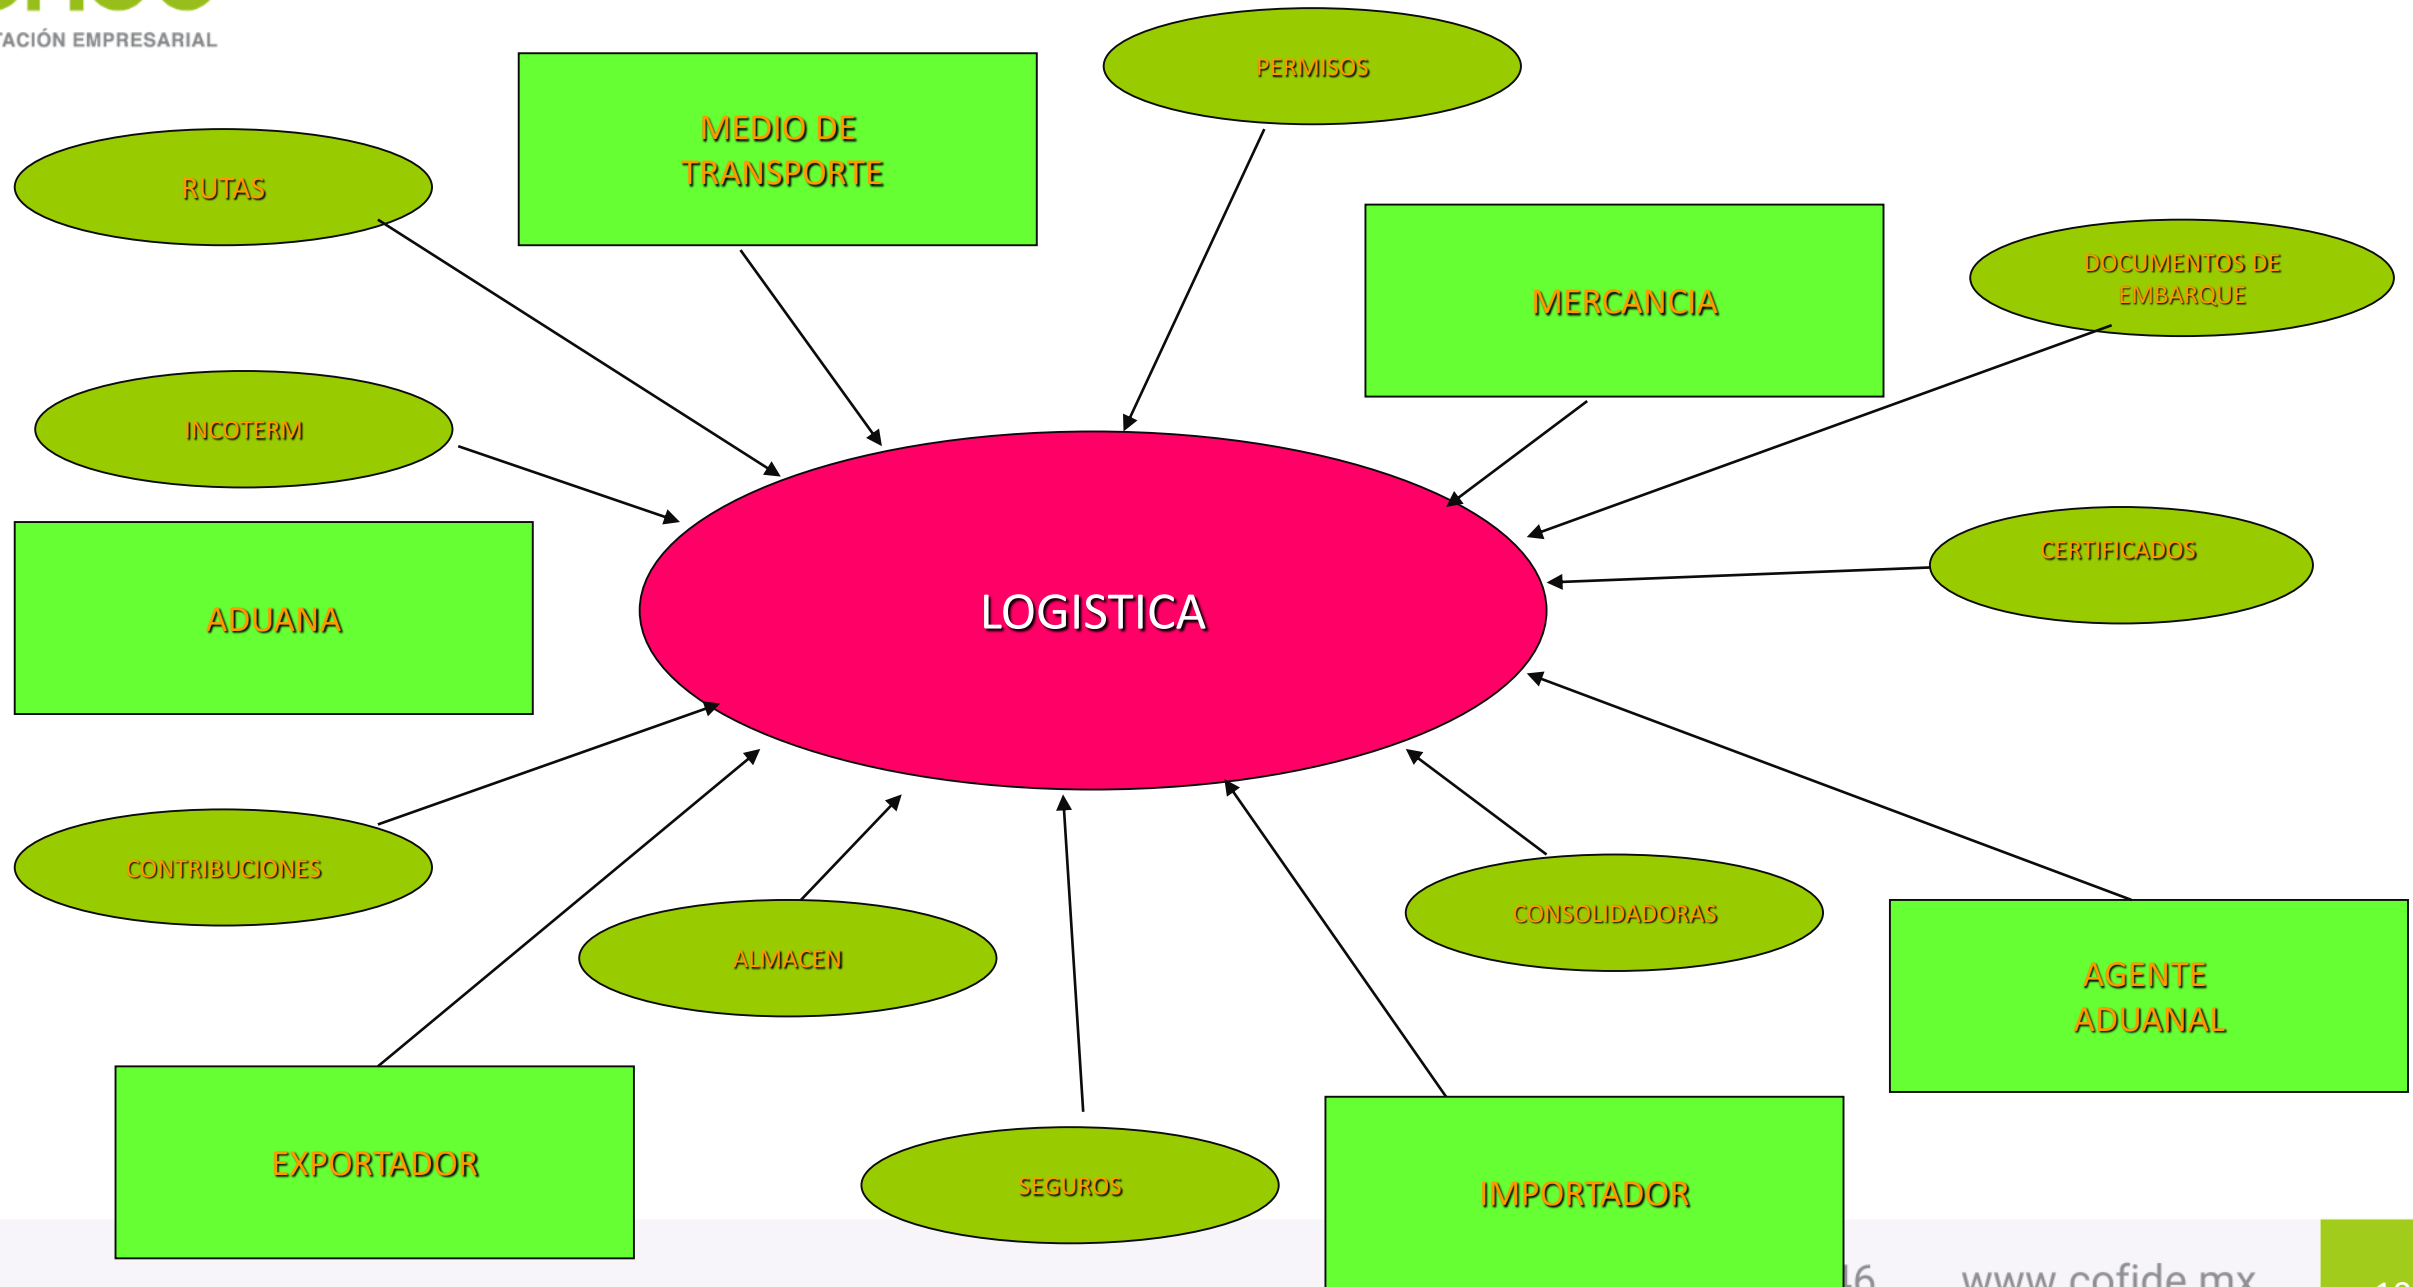 TACIÓN EMPRESARIAL
PERMISOS
MEDIO DE
TRANSPORTE
RUTAS
MERCANCIA
DOCUMENTOS DE
EMBARQUE
INCOTERM
CERTIFICADOS
ADUANA
LOGISTICA
CONTRIBUCIONES
CONSOLIDADORAS
ALMACEN
AGENTE
ADUANAL
EXPORTADOR
SEGUROS
IMPORTADOR
46 www.cofide.mx